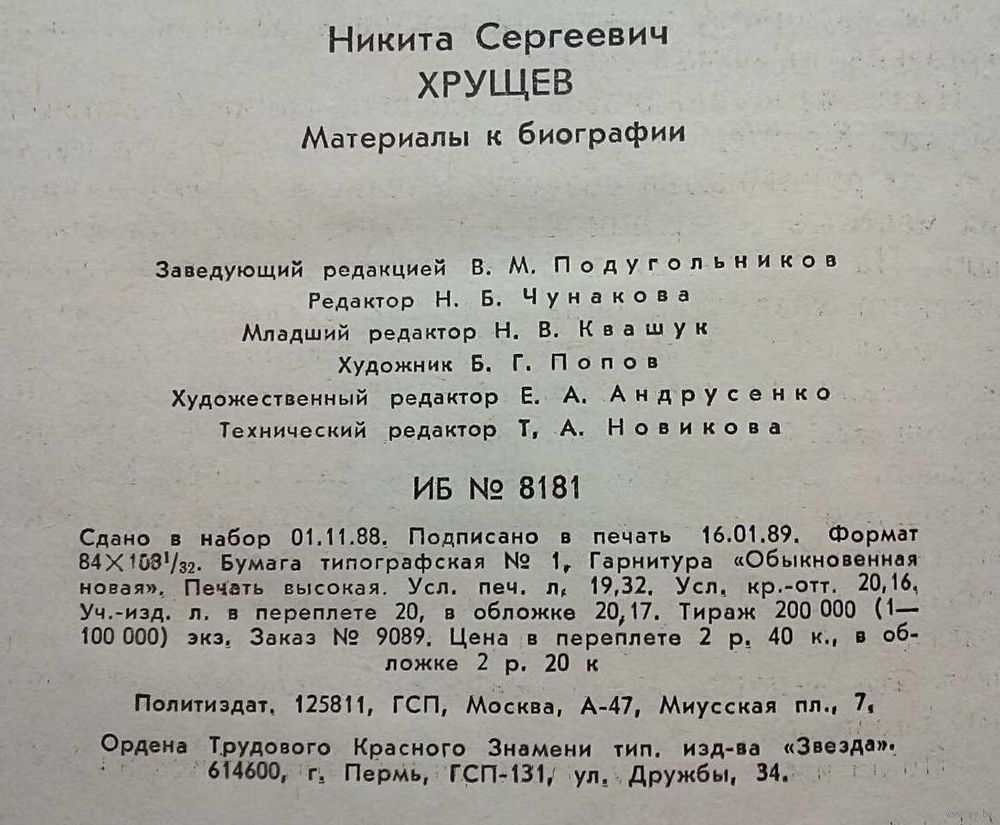 Никита Сергеевич
ХРУЩЕВ
Материалы к биографии
Заведующий редакцией В. М. Подугольников
Редактор Н. Б. Чунакова
Младший редактор Н. В. Квашук
Художник Б. Г. Попов
Художественный редактор Е. А. Андрусенко
Технический редактор Т. А. Новикова
ИБ № 8181
Сдано в набор 01.11.88. Подписано в печать 16.01.89. Формат
84×108¹/₃₂. Бумага типографская № 1. Гарнитура «Обыкновенная
новая». Печать высокая. Усл. печ. л. 19,32. Усл. кр.-отт. 20,16.
Уч.-изд. л. в переплете 20, в обложке 20,17. Тираж 200 000 (1—
100 000) экз. Заказ № 9089. Цена в переплете 2 р. 40 к., в об-
ложке 2 р. 20 к
Политиздат. 125811, ГСП, Москва, А-47, Миусская пл., 7.
Ордена Трудового Красного Знамени тип. изд-ва «Звезда».
614600, г. Пермь, ГСП-131, ул. Дружбы, 34.
www.ay.by